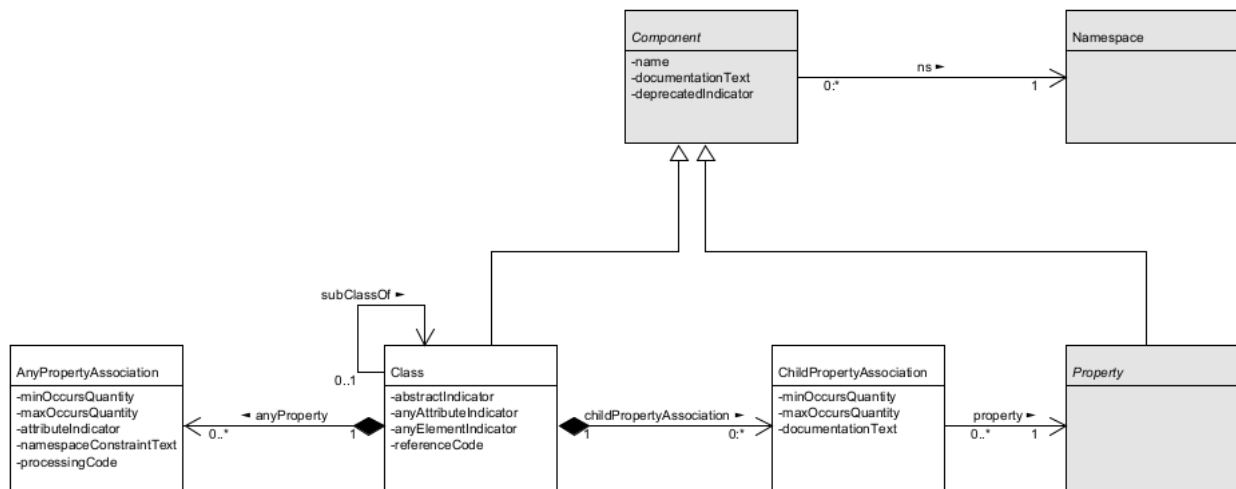 Component
-name
-documentationText
-deprecatedIndicator
ns ►
0:*
1
Namespace
subClassOf ►
0..1
AnyPropertyAssociation
-minOccursQuantity
-maxOccursQuantity
-attributeIndicator
-namespaceConstraintText
-processingCode
◄ anyProperty
0..*
1
Class
-abstractIndicator
-anyAttributeIndicator
-anyElementIndicator
-referenceCode
childPropertyAssociation ►
1
0:*
ChildPropertyAssociation
-minOccursQuantity
-maxOccursQuantity
-documentationText
property ►
0..*
1
Property